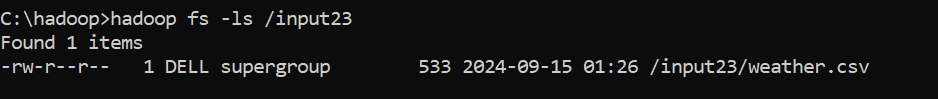 C:\hadoop>hadoop fs -ls /input23
Found 1 items
-rw-r--r--   1 DELL supergroup        533 2024-09-15 01:26 /input23/weather.csv